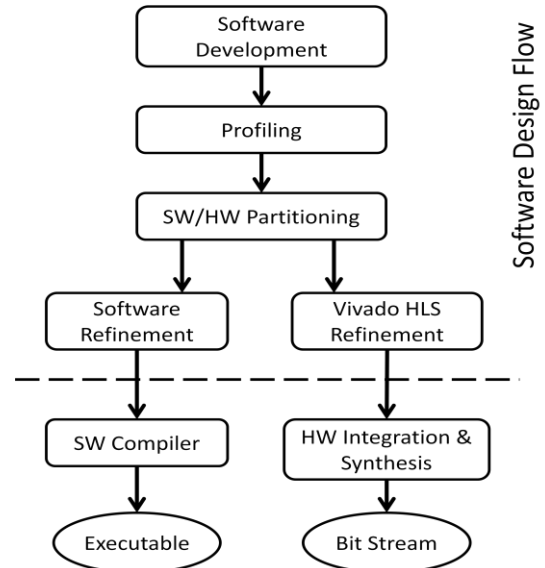 Software
Development
Profiling
SW/HW Partitioning
Software
Refinement
Vivado HLS
Refinement
SW Compiler
HW Integration &
Synthesis
Executable
Bit Stream
Software Design Flow